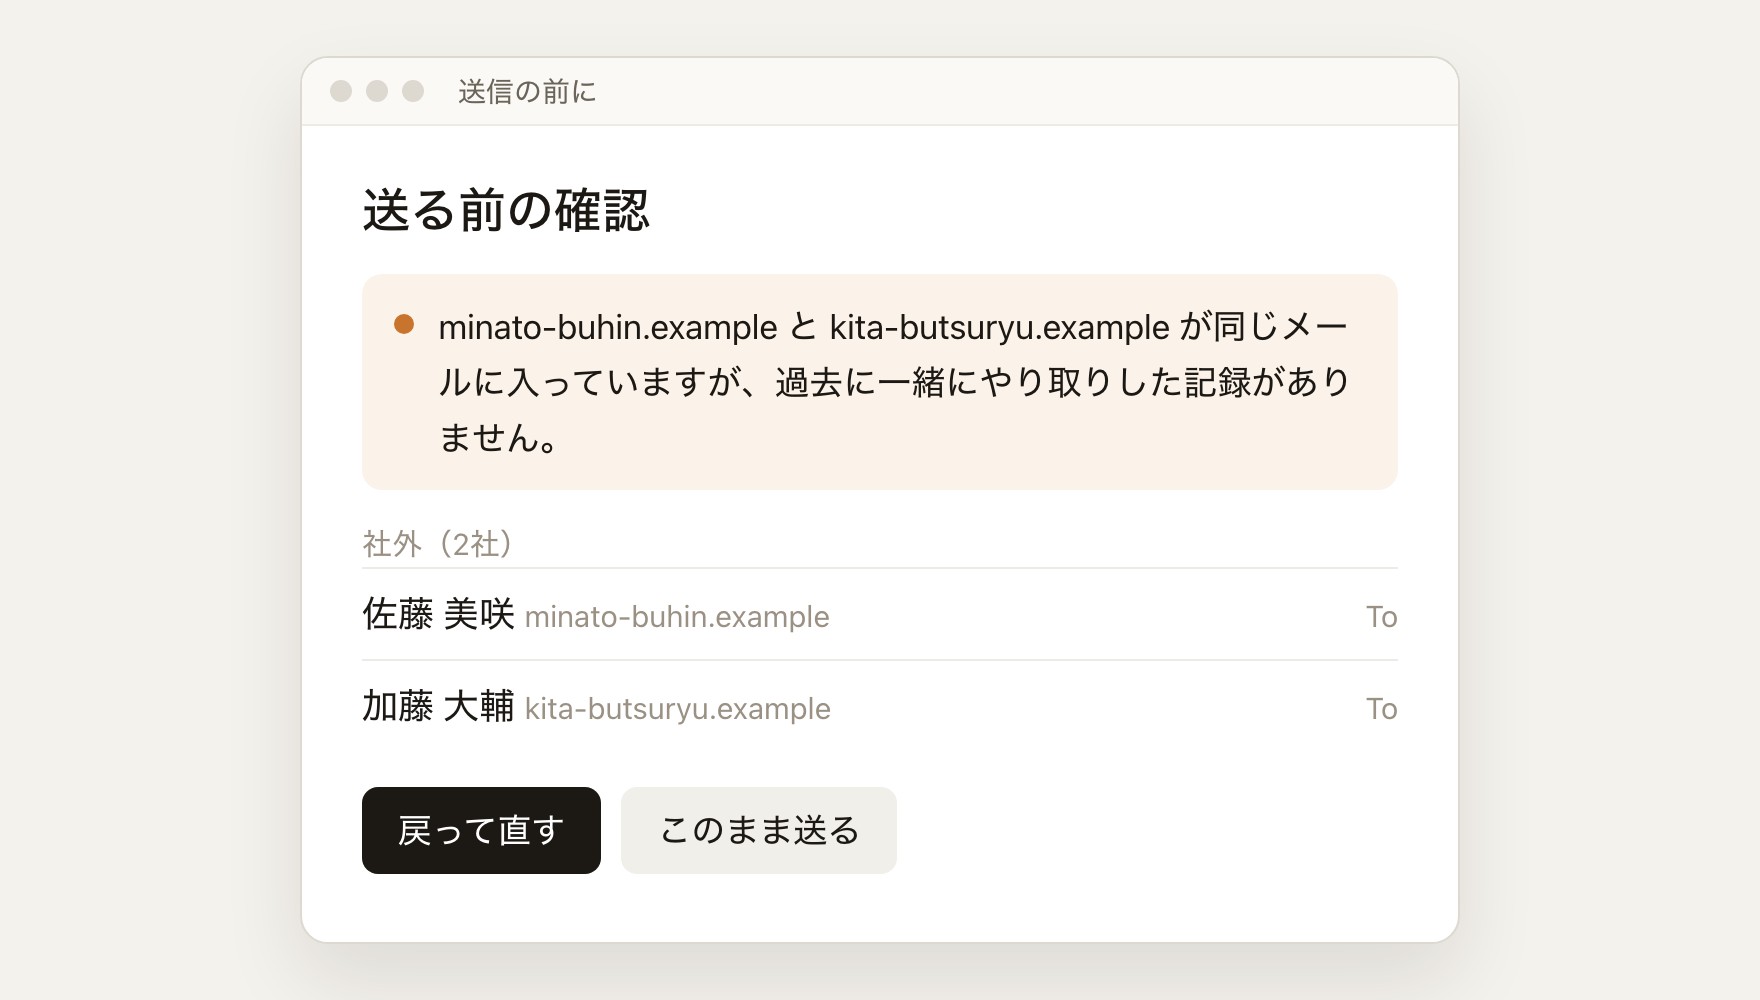 送信の前に
送る前の確認
minato-buhin.example と kita-butsuryu.example が同じメー
ルに入っていますが、過去に一緒にやり取りした記録があり
ません。
社外（2社）
佐藤 美咲 minato-buhin.example To
加藤 大輔 kita-butsuryu.example To
戻って直す このまま送る